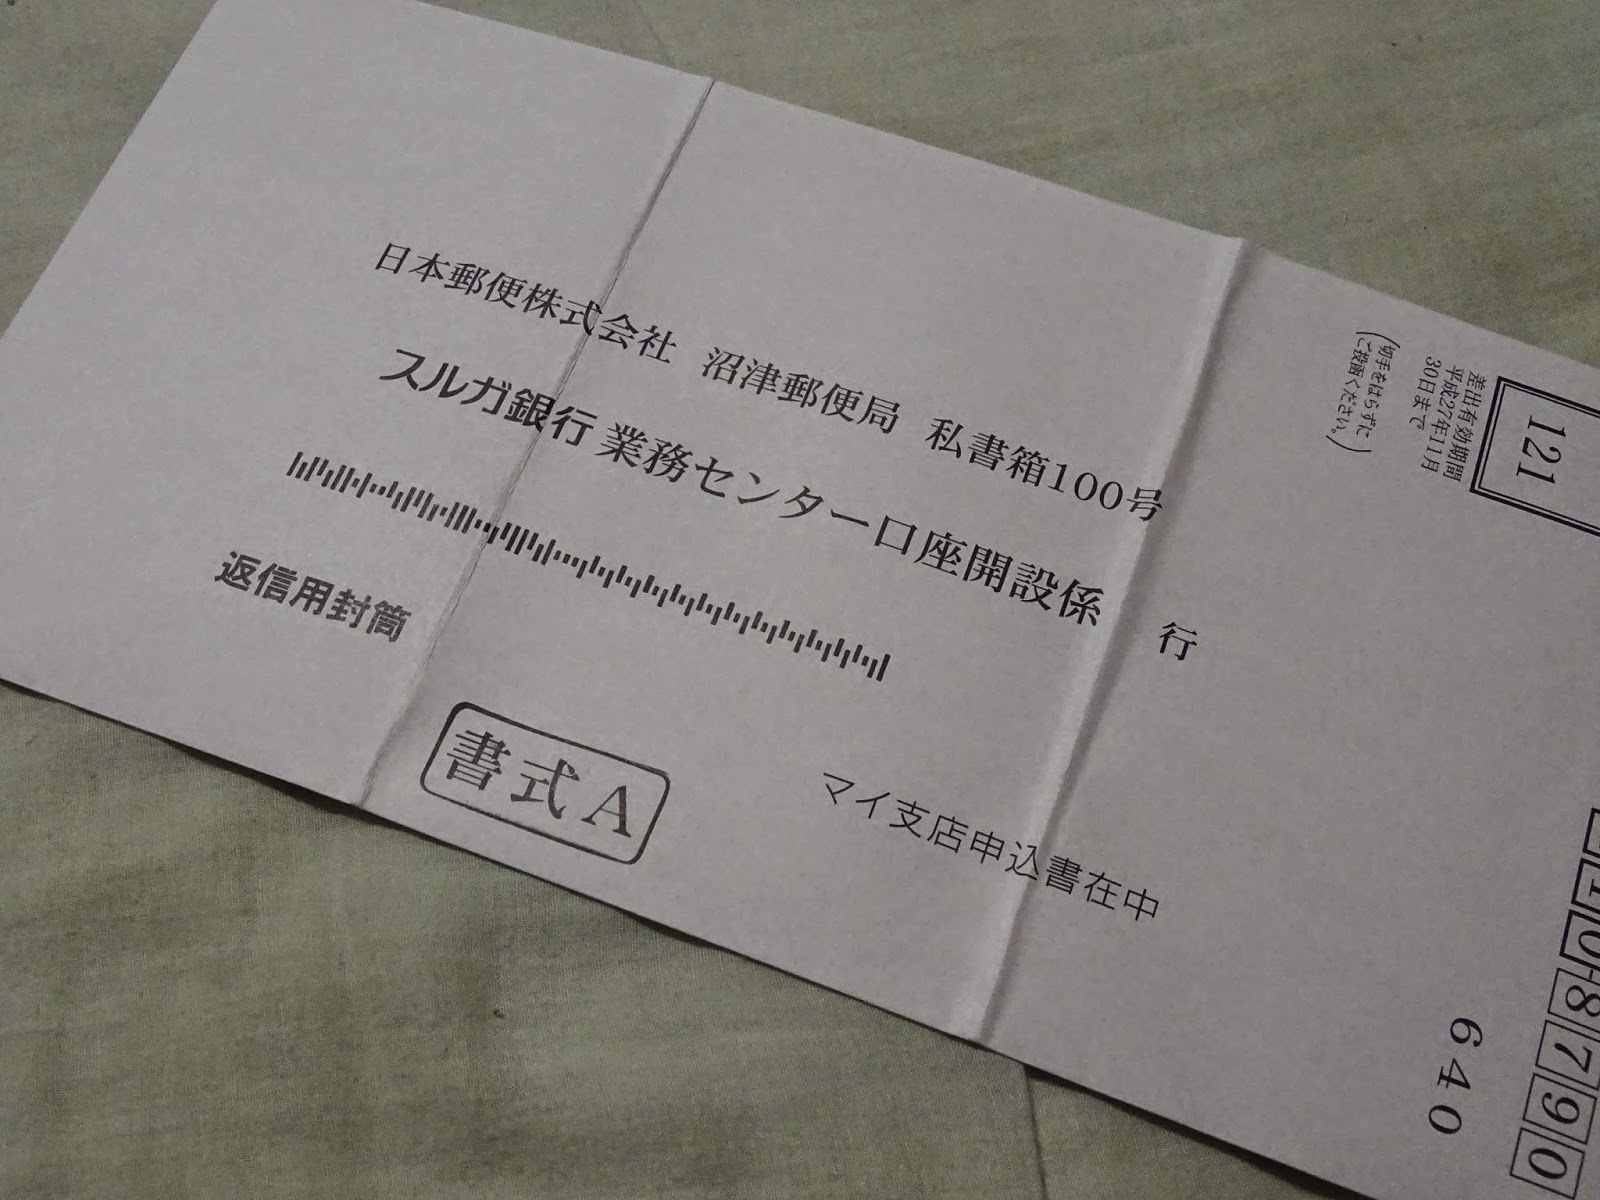 日本郵便株式会社 沼津郵便局 私書箱100号
スルガ銀行 業務センター口座開設係 行
返信用封筒
書式A
マイ支店申込書在中
121
差出有効期間
平成27年11月
30日まで
(切手をはらずに
ご投函ください。)
10-8790
640